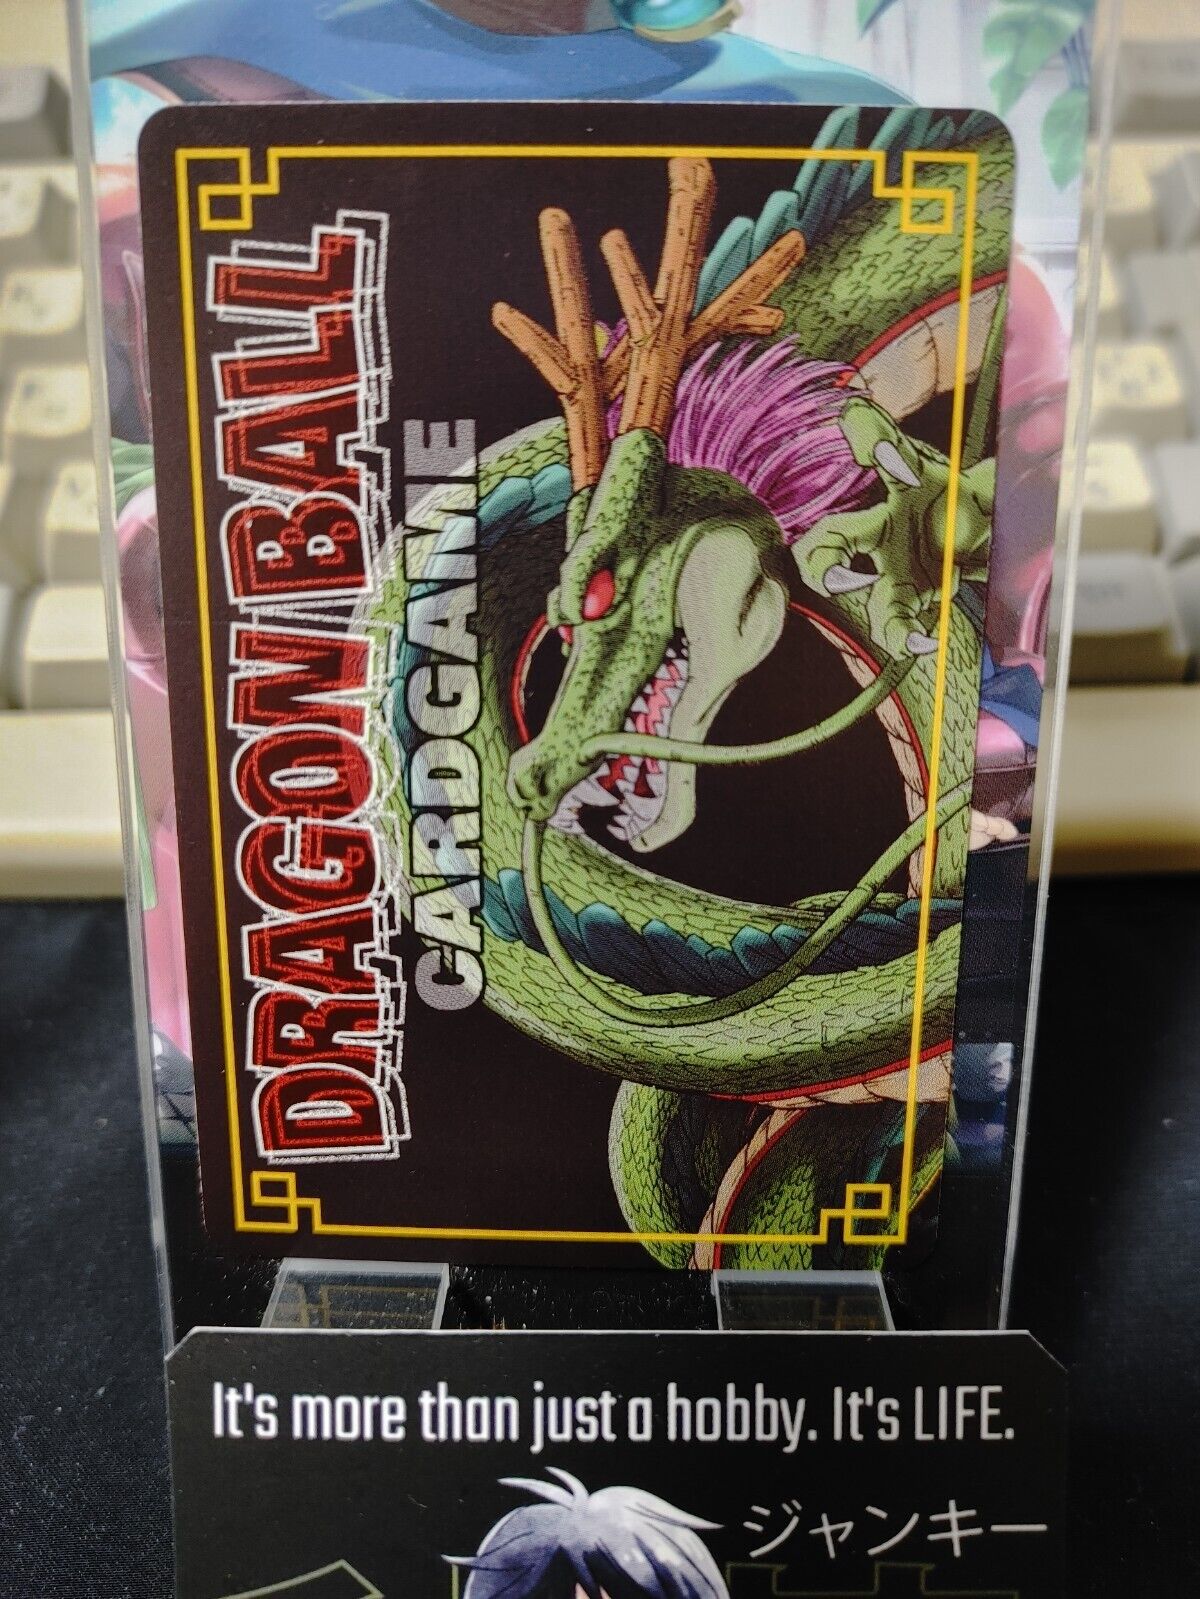 DRAGON BALL
CARDGAME
It's more than just a hobby. It's LIFE.
ジャンキー